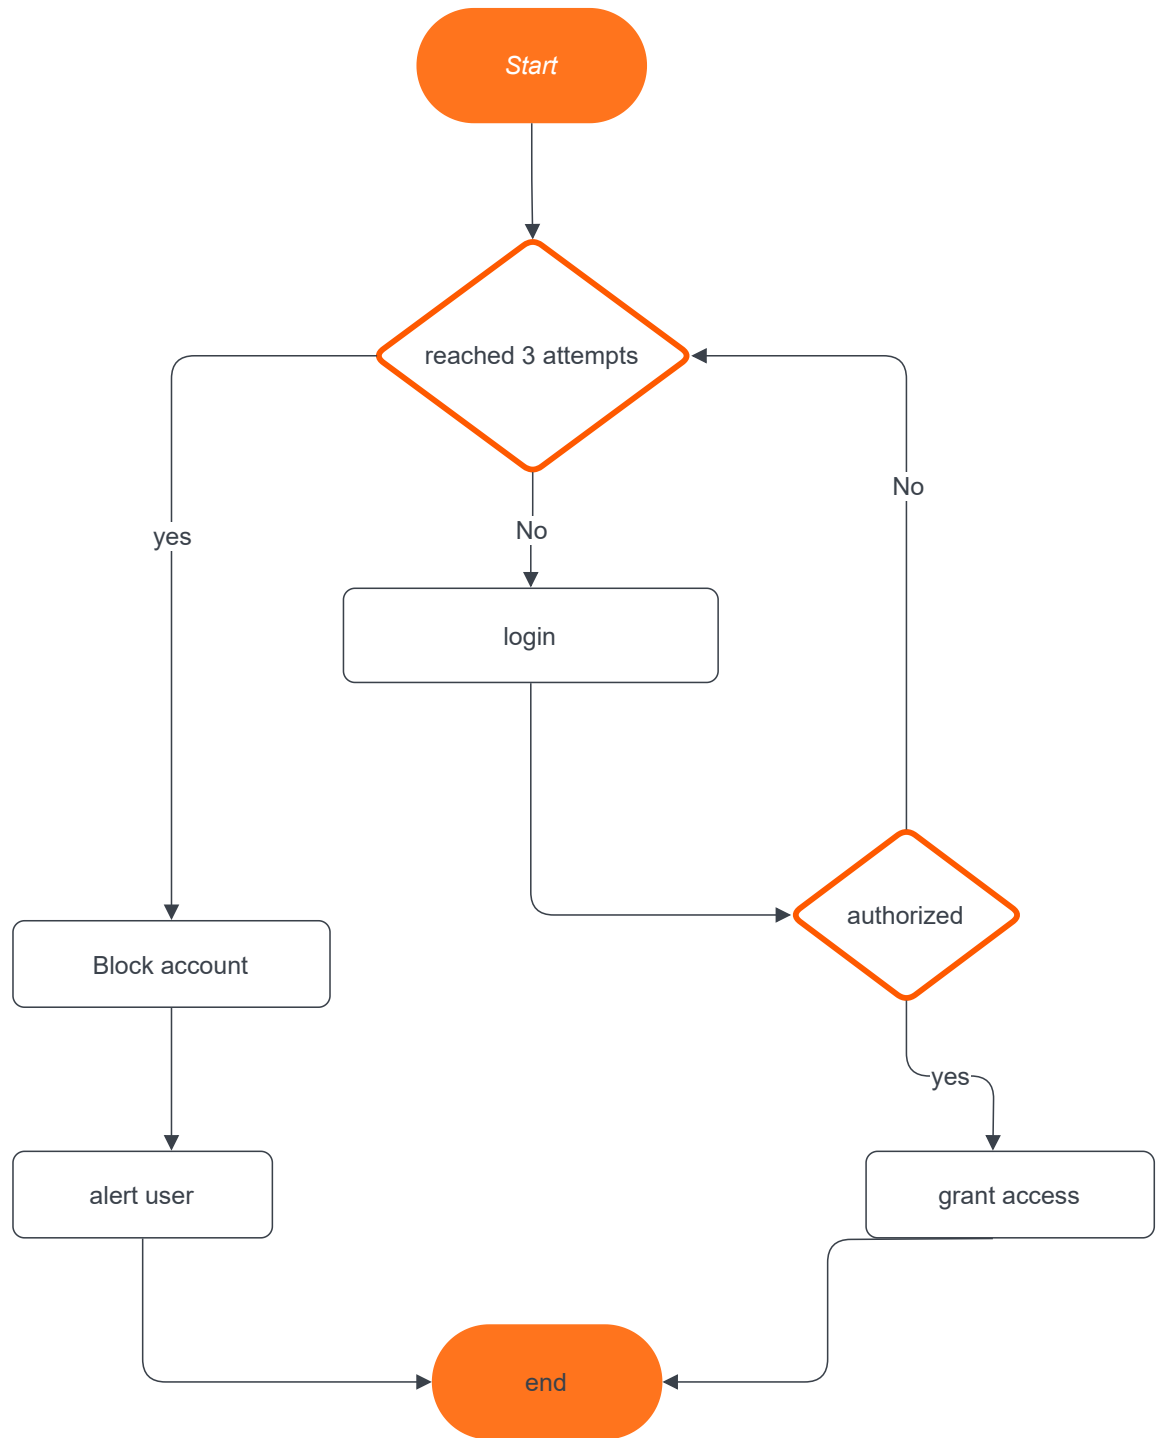 Start
reached 3 attempts
No
yes
No
login
authorized
Block account
yes
alert user
grant access
end